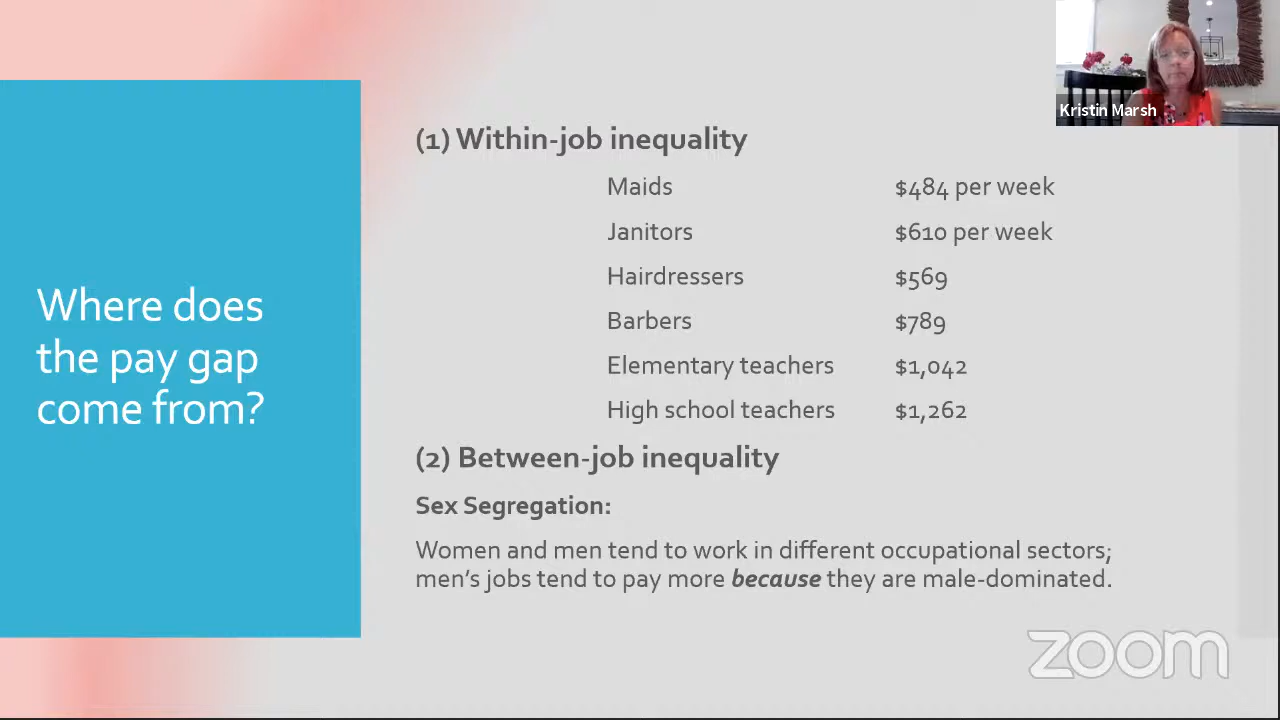 Kristin Marsh
Where does
the pay gap
come from?
(1) Within-job inequality
Maids $484 per week
Janitors $610 per week
Hairdressers $569
Barbers $789
Elementary teachers $1,042
High school teachers $1,262
(2) Between-job inequality
Sex Segregation:
Women and men tend to work in different occupational sectors;
men’s jobs tend to pay more because they are male-dominated.
zoom